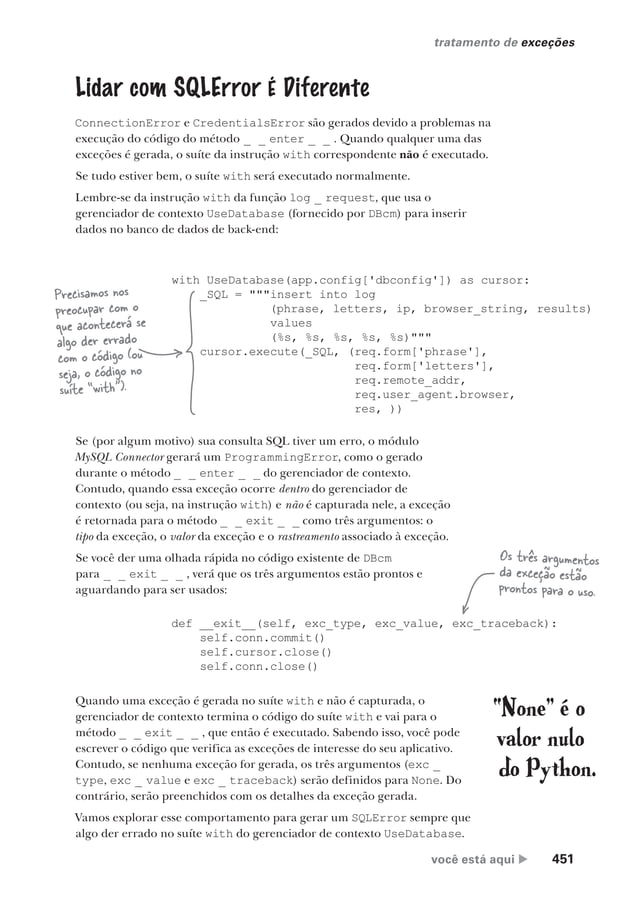 tratamento de exceções
Lidar com SQLError É Diferente
ConnectionError e CredentialsError são gerados devido a problemas na
execução do código do método _ _ enter _ _ . Quando qualquer uma das
exceções é gerada, o suíte da instrução with correspondente não é executado.
Se tudo estiver bem, o suíte with será executado normalmente.
Lembre-se da instrução with da função log _ request, que usa o
gerenciador de contexto UseDatabase (fornecido por DBcm) para inserir
dados no banco de dados de back-end:
with UseDatabase(app.config['dbconfig']) as cursor:
_SQL = """insert into log
(phrase, letters, ip, browser_string, results)
values
(%s, %s, %s, %s, %s)"""
cursor.execute(_SQL, (req.form['phrase'],
req.form['letters'],
req.remote_addr,
req.user_agent.browser,
res, ))
Precisamos nos
preocupar com o
que acontecerá se
algo der errado
com o código (ou
seja, o código no
suíte "with").
Se (por algum motivo) sua consulta SQL tiver um erro, o módulo
MySQL Connector gerará um ProgrammingError, como o gerado
durante o método _ _ enter _ _ do gerenciador de contexto.
Contudo, quando essa exceção ocorre dentro do gerenciador de
contexto (ou seja, na instrução with) e não é capturada nele, a exceção
é retornada para o método _ _ exit _ _ como três argumentos: o
tipo da exceção, o valor da exceção e o rastreamento associado à exceção.
Se você der uma olhada rápida no código existente de DBcm
para _ _ exit _ _ , verá que os três argumentos estão prontos e
aguardando para ser usados:
Os três argumentos
da exceção estão
prontos para o uso.
def __exit__(self, exc_type, exc_value, exc_traceback):
self.conn.commit()
self.cursor.close()
self.conn.close()
Quando uma exceção é gerada no suíte with e não é capturada, o
gerenciador de contexto termina o código do suíte with e vai para o
método _ _ exit _ _ , que então é executado. Sabendo isso, você pode
escrever o código que verifica as exceções de interesse do seu aplicativo.
Contudo, se nenhuma exceção for gerada, os três argumentos (exc _
type, exc _ value e exc _ traceback) serão definidos para None. Do
contrário, serão preenchidos com os detalhes da exceção gerada.
"None" é o
valor nulo
do Python.
Vamos explorar esse comportamento para gerar um SQLError sempre que
algo der errado no suíte with do gerenciador de contexto UseDatabase.
você está aqui ▶ 451